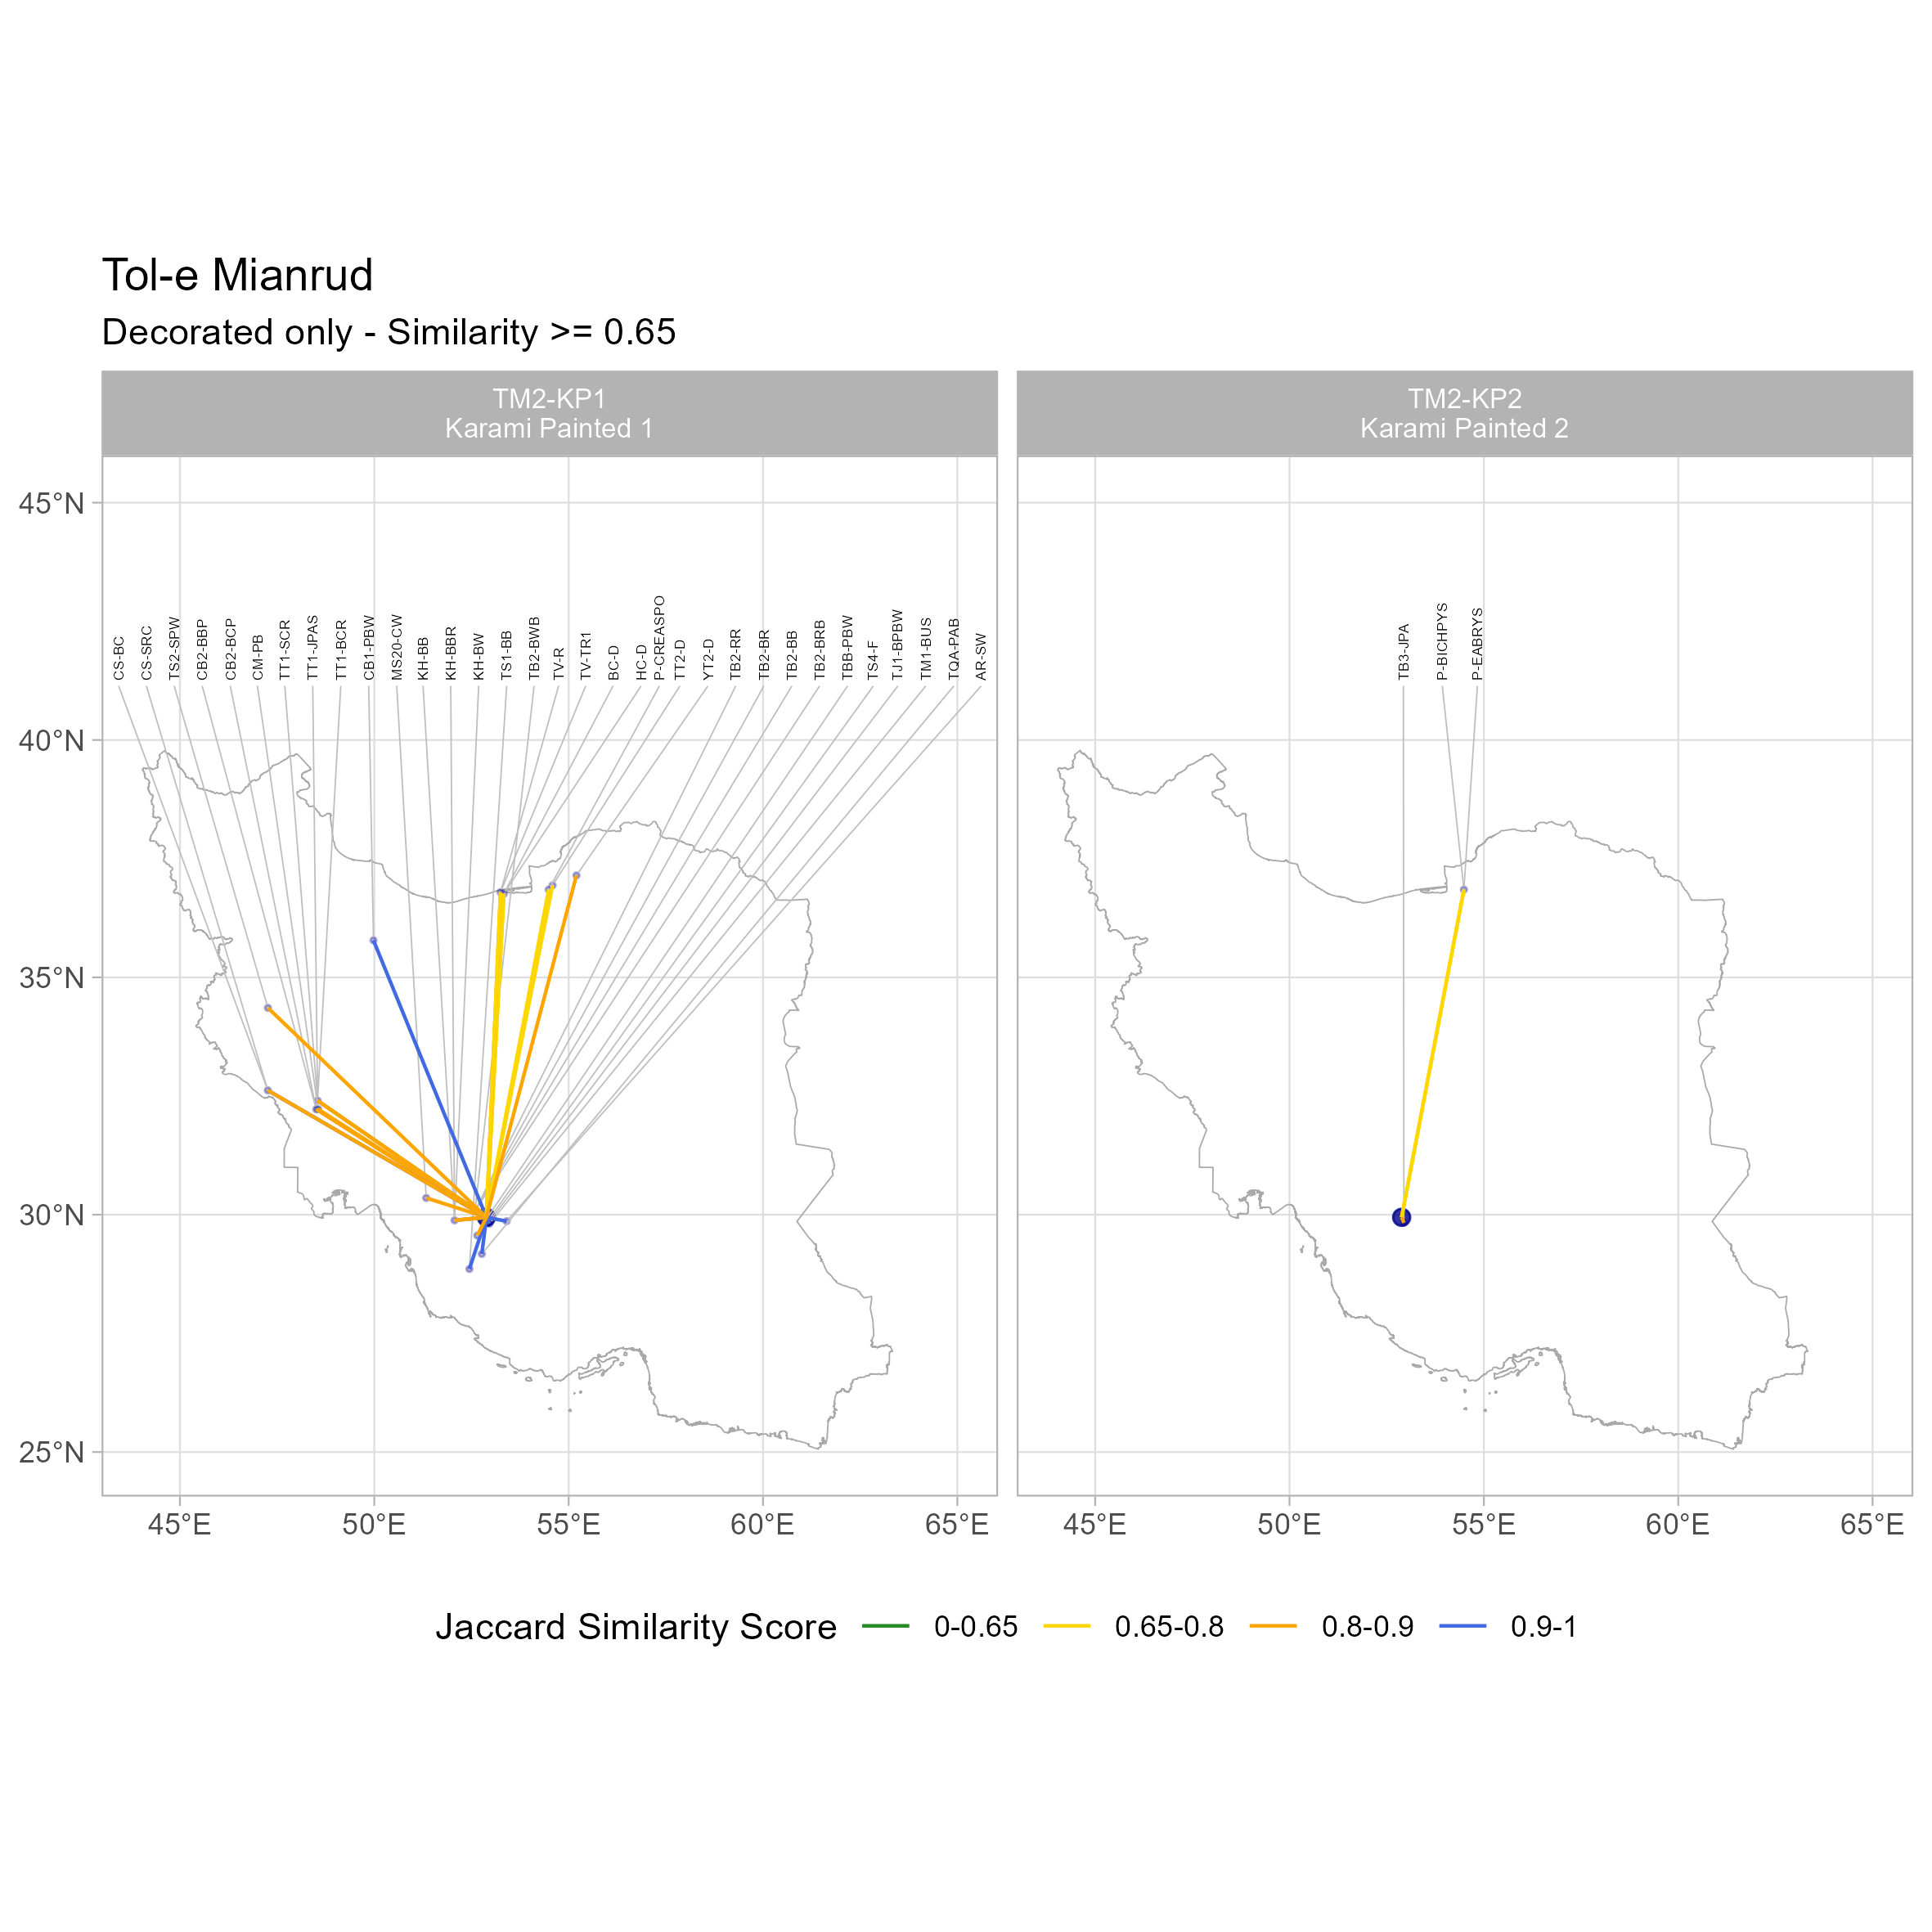 Tol-e Mianrud
Decorated only - Similarity >= 0.65
TM2-KP1
Karami Painted 1
TM2-KP2
Karami Painted 2
45°N
40°N
35°N
30°N
25°N
CS-BC
CS-SRC
TS2-SPW
CB2-BBP
CB2-BCP
CM-PB
TT1-SCR
TT1-JPAS
TT1-BCR
CB1-PBW
MS20-CW
KH-BB
KH-BBR
KH-BW
TS1-BB
TB2-BWB
TV-R
TV-TR1
BC-D
HC-D
P-CREASPO
TT2-D
YT2-D
TB2-RR
TB2-BR
TB2-BB
TB2-BRB
TBB-PBW
TS4-F
TJ1-BPBW
TM1-BUS
TQA-PAB
AR-SW
TB3-JPA
P-BICHPYS
P-EABRYS
45°E 50°E 55°E 60°E 65°E
45°E 50°E 55°E 60°E 65°E
Jaccard Similarity Score 0-0.65 0.65-0.8 0.8-0.9 0.9-1